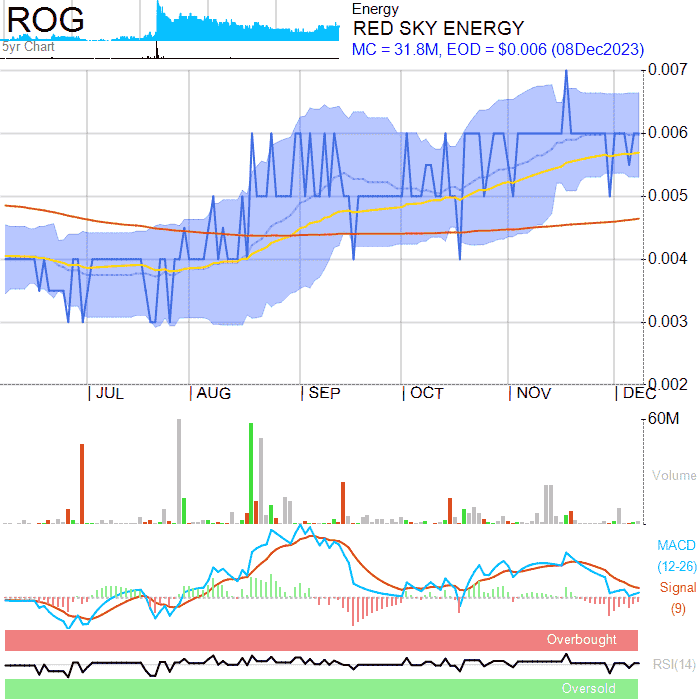 ROG
5yr Chart
Energy
RED SKY ENERGY
MC = 31.8M, EOD = $0.006 (08Dec2023)
0.007
0.006
0.005
0.004
0.003
0.002
JUL
AUG
SEP
OCT
NOV
DEC
60M
Volume
MACD
(12-26)
Signal
(9)
Overbought
RSI(14)
Oversold